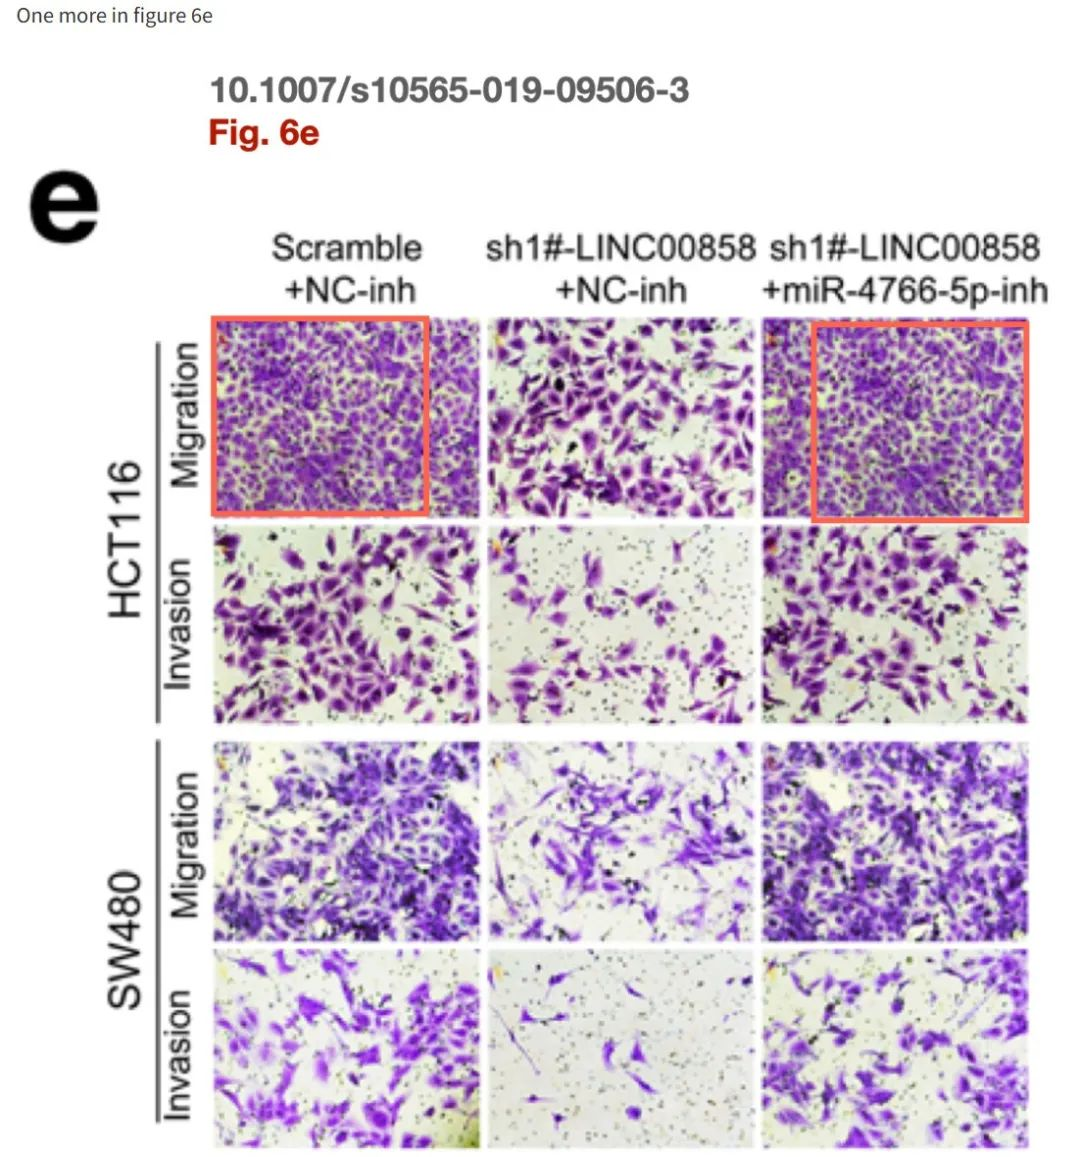 One more in figure 6e
10.1007/s10565-019-09506-3
Fig. 6e
e
Scramble
+NC-inh
sh1#-LINC00858
+NC-inh
sh1#-LINC00858
+miR-4766-5p-inh
HCT116
Migration
Invasion
SW480
Migration
Invasion